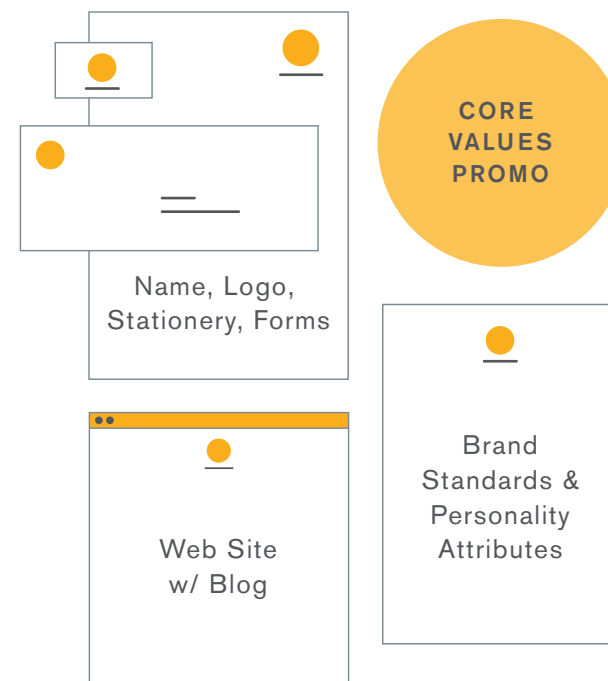 CORE
VALUES
PROMO
Name, Logo,
Stationery, Forms
Brand
Standards &
Personality
Attributes
Web Site
w/ Blog